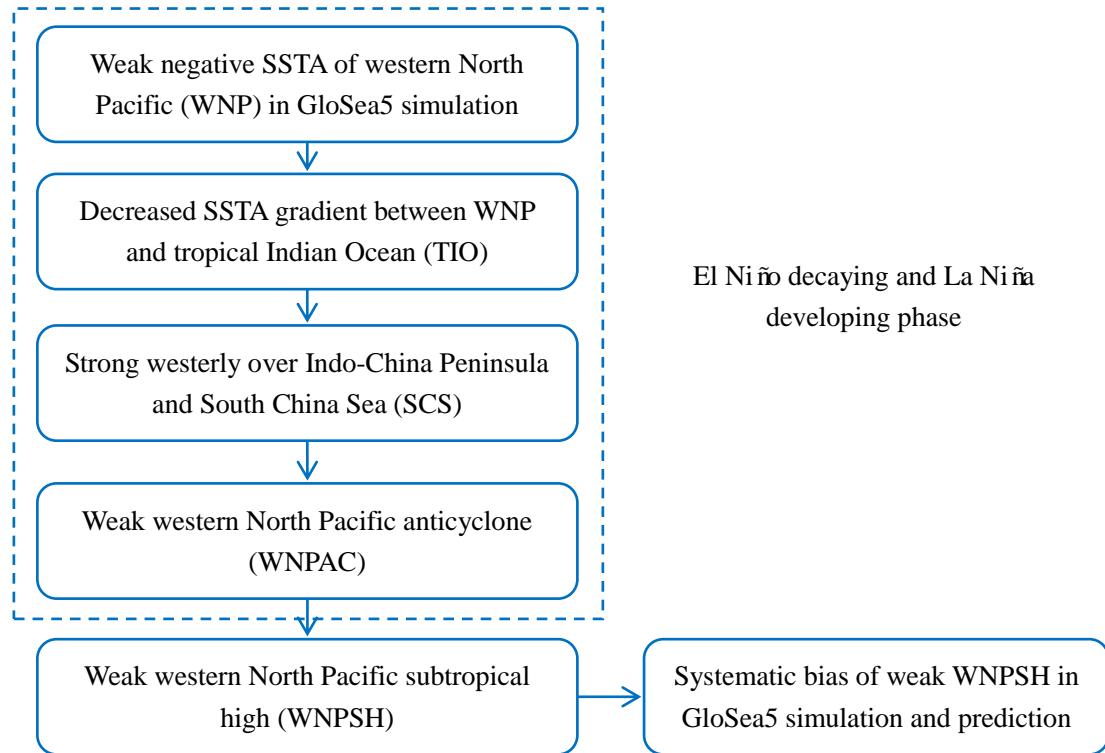 Weak negative SSTA of western North
Pacific (WNP) in GloSea5 simulation
Decreased SSTA gradient between WNP
and tropical Indian Ocean (TIO)
El Niño decaying and La Niña
developing phase
Strong westerly over Indo-China Peninsula
and South China Sea (SCS)
Weak western North Pacific anticyclone
(WNPAC)
Weak western North Pacific subtropical
high (WNPSH)
Systematic bias of weak WNPSH in
GloSea5 simulation and prediction